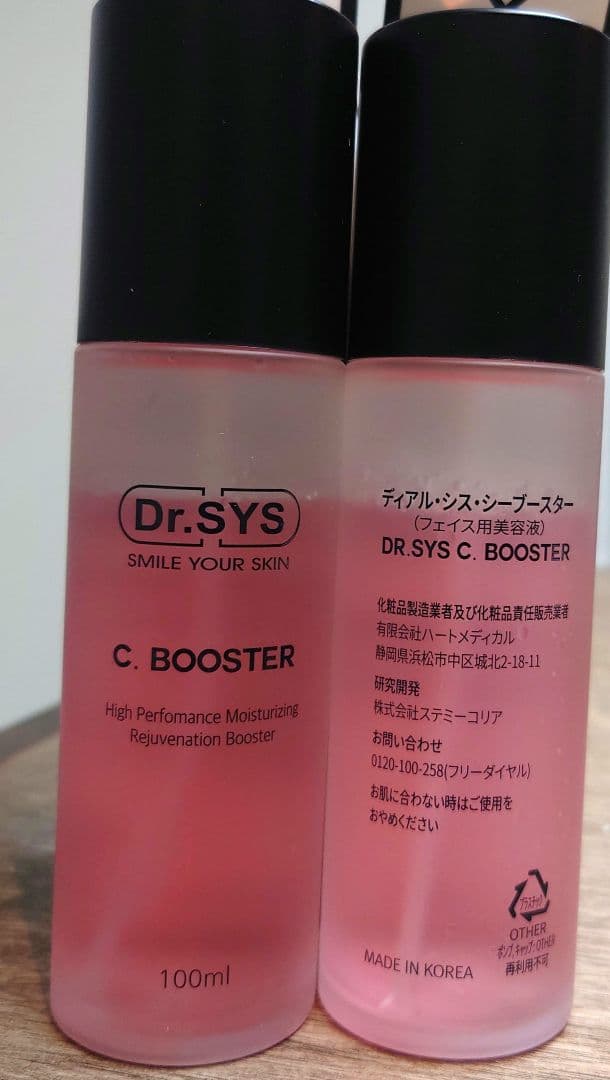 Dr.SYS
SMILE YOUR SKIN
C. BOOSTER
High Perfomance Moisturizing
Rejuvenation Booster
100ml
ディアル・シス・シーブースター
(フェイス用美容液)
DR.SYS C. BOOSTER
化粧品製造業者及び化粧品責任販売業者
有限会社ハートメディカル
静岡県浜松市中区城北2-18-11
研究開発
株式会社ステミーコリア
お問い合わせ
0120-100-258(フリーダイヤル)
お肌に合わない時はご使用を
おやめください
プラスチック
OTHER
ポンプ,キャップ: OTHER
再利用不可
MADE IN KOREA